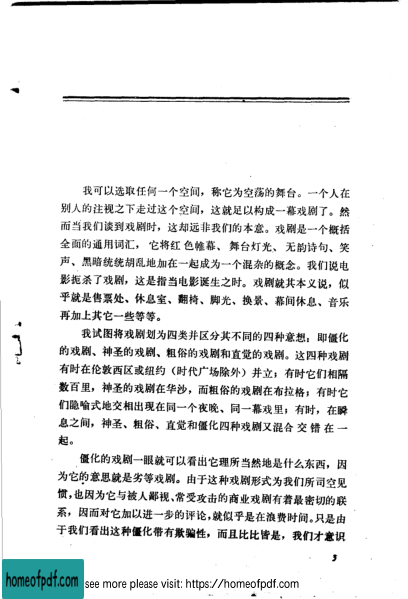 我可以选取任何一个空间，称它为空荡的舞台。一个人在
别人的注视之下走过这个空间，这就足以构成一幕戏剧了。然
而当我们谈到戏剧时，这却远非我们的本意。戏剧是一个概括
全面的通用词汇， 它将红色帷幕、 舞台灯光、 无韵诗句、笑
声、黑暗统统胡乱地加在一起成为一个混杂的概念。我们说电
影扼杀了戏剧，这是指当电影诞生之时。戏剧就其本义说，似
乎就是售票处、休息室、翻椅、脚光、换景、幕间休息、音乐
再加上其它一些等等。
我试图将戏剧划为四类并区分其不同的四种意想：即僵化
的戏剧、神圣的戏剧、粗俗的戏剧和直觉的戏剧。这四种戏剧
有时在伦敦西区或纽约（时代广场除外）并立；有时它们相隔
数百里，神圣的戏剧在华沙，而粗俗的戏剧在布拉格；有时它
们隐喻式地交相出现在同一个夜晚、同一幕戏里；有时，在瞬
息之间，神圣、粗俗、直觉和僵化四种戏剧又混合 交 错 在 一
起。
僵化的戏剧一眼就可以看出它理所当然地是什么东西，因
为它的意思就是劣等戏剧。由于这种戏剧形式为我们所司空见
惯，也因为它与被人鄙视、常受攻击的商业戏剧有着最密切的联
系，因而对它加以进一步的评论，就似乎是在浪费时间。只是由
于我们看出这种僵化带有欺骗性，而且比比皆是，我们才意识
3
homeofpdf.com
see more please visit: https://homeofpdf.com